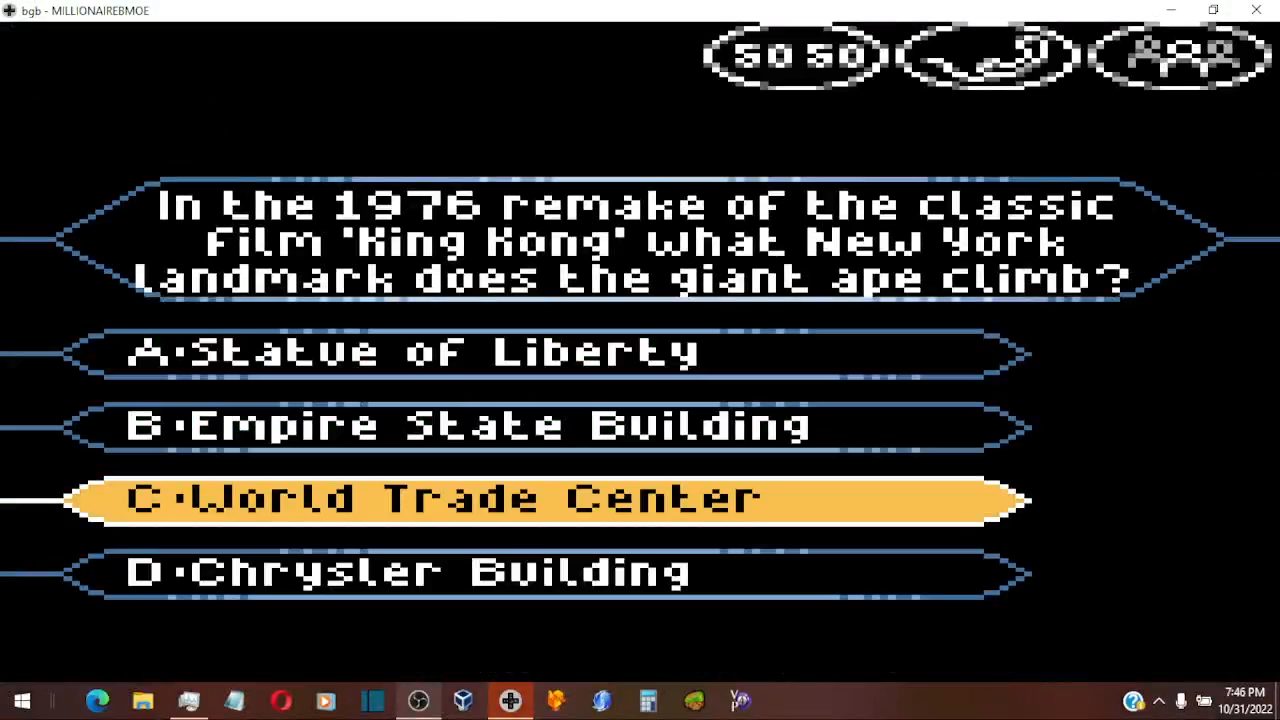 bgb - MILLIONAIREBMOE
50 50
In the 1976 remake of the classic
film 'King Kong' what New York
landmark does the giant ape climb?
A·Statue of Liberty
B·Empire State Building
C·World Trade Center
D·Chrysler Building
7:46 PM
10/31/2022